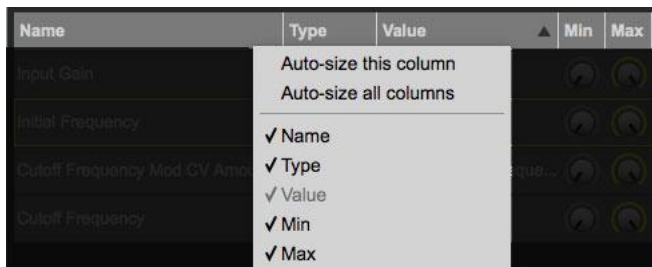 Name Type Value Min Max
Auto-size this column
Auto-size all columns
Input Gain
✓ Name
Initial Frequency
✓ Type
Cutoff Frequency Mod CV Amou
✓ Value
✓ Min
Cutoff Frequency
✓ Max